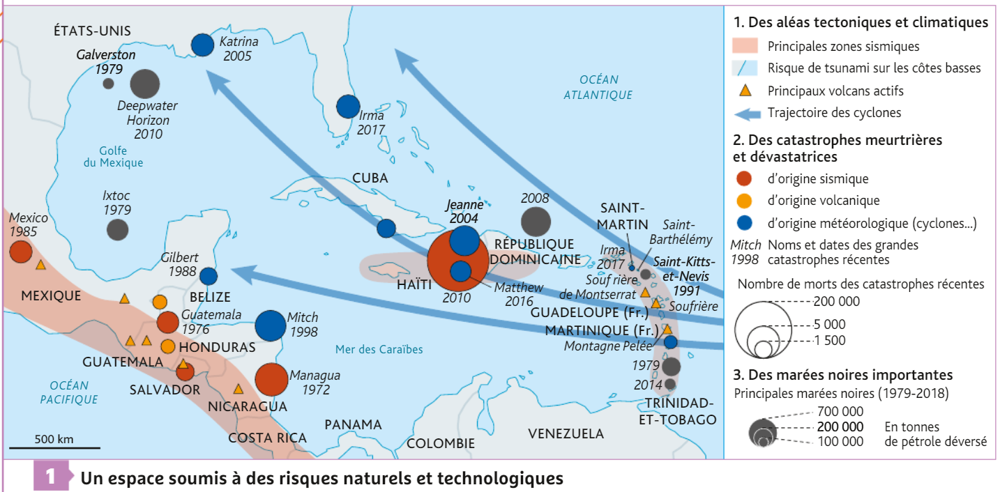 ÉTATS-UNIS
Galverston
1979
Katrina
2005
Deepwater
Horizon
2010
Irma
2017
OCÉAN
ATLANTIQUE
Golfe
du Mexique
CUBA
Ixtoc
1979
Jeanne
2004
2008
SAINT-
MARTIN
Saint-
Barthélémy
Mexico
1985
RÉPUBLIQUE
DOMINICAINE
Irma
2017
Saint-Kitts-
et-Nevis
1991
Gilbert
1988
HAÏTI
2010
Matthew
2016
Soufrière
de Montserrat
Soufrière
MEXIQUE
BELIZE
GUADELOUPE (Fr.)
Guatemala
1976
Mitch
1998
MARTINIQUE (Fr.)
Montagne Pelée
HONDURAS
Mer des Caraïbes
GUATEMALA
1979
Managua
1972
2014
SALVADOR
OCÉAN
PACIFIQUE
NICARAGUA
TRINIDAD-
ET-TOBAGO
PANAMA
COSTA RICA
COLOMBIE
VENEZUELA
500 km
1. Des aléas tectoniques et climatiques
Principales zones sismiques
Risque de tsunami sur les côtes basses
Principaux volcans actifs
Trajectoire des cyclones
2. Des catastrophes meurtrières
et dévastatrices
d'origine sismique
d'origine volcanique
d'origine météorologique (cyclones...)
Mitch 1998 Noms et dates des grandes
catastrophes récentes
Nombre de morts des catastrophes récentes
200 000
5 000
1 500
3. Des marées noires importantes
Principales marées noires (1979-2018)
700 000
200 000
100 000
En tonnes
de pétrole déversé
1 Un espace soumis à des risques naturels et technologiques